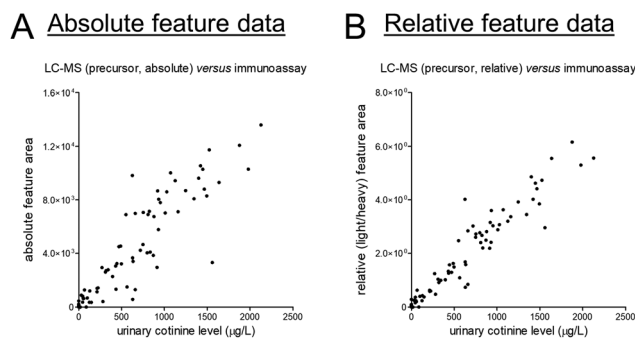 A Absolute feature data
LC-MS (precursor, absolute) versus immunoassay
absolute feature area
1.6×10⁴
1.2×10⁴
8.0×10³
4.0×10³
0
0 500 1000 1500 2000 2500
urinary cotinine level (μg/L)
B Relative feature data
LC-MS (precursor, relative) versus immunoassay
relative (light/heavy) feature area
8.0×10⁰
6.0×10⁰
4.0×10⁰
2.0×10⁰
0
0 500 1000 1500 2000 2500
urinary cotinine level (μg/L)